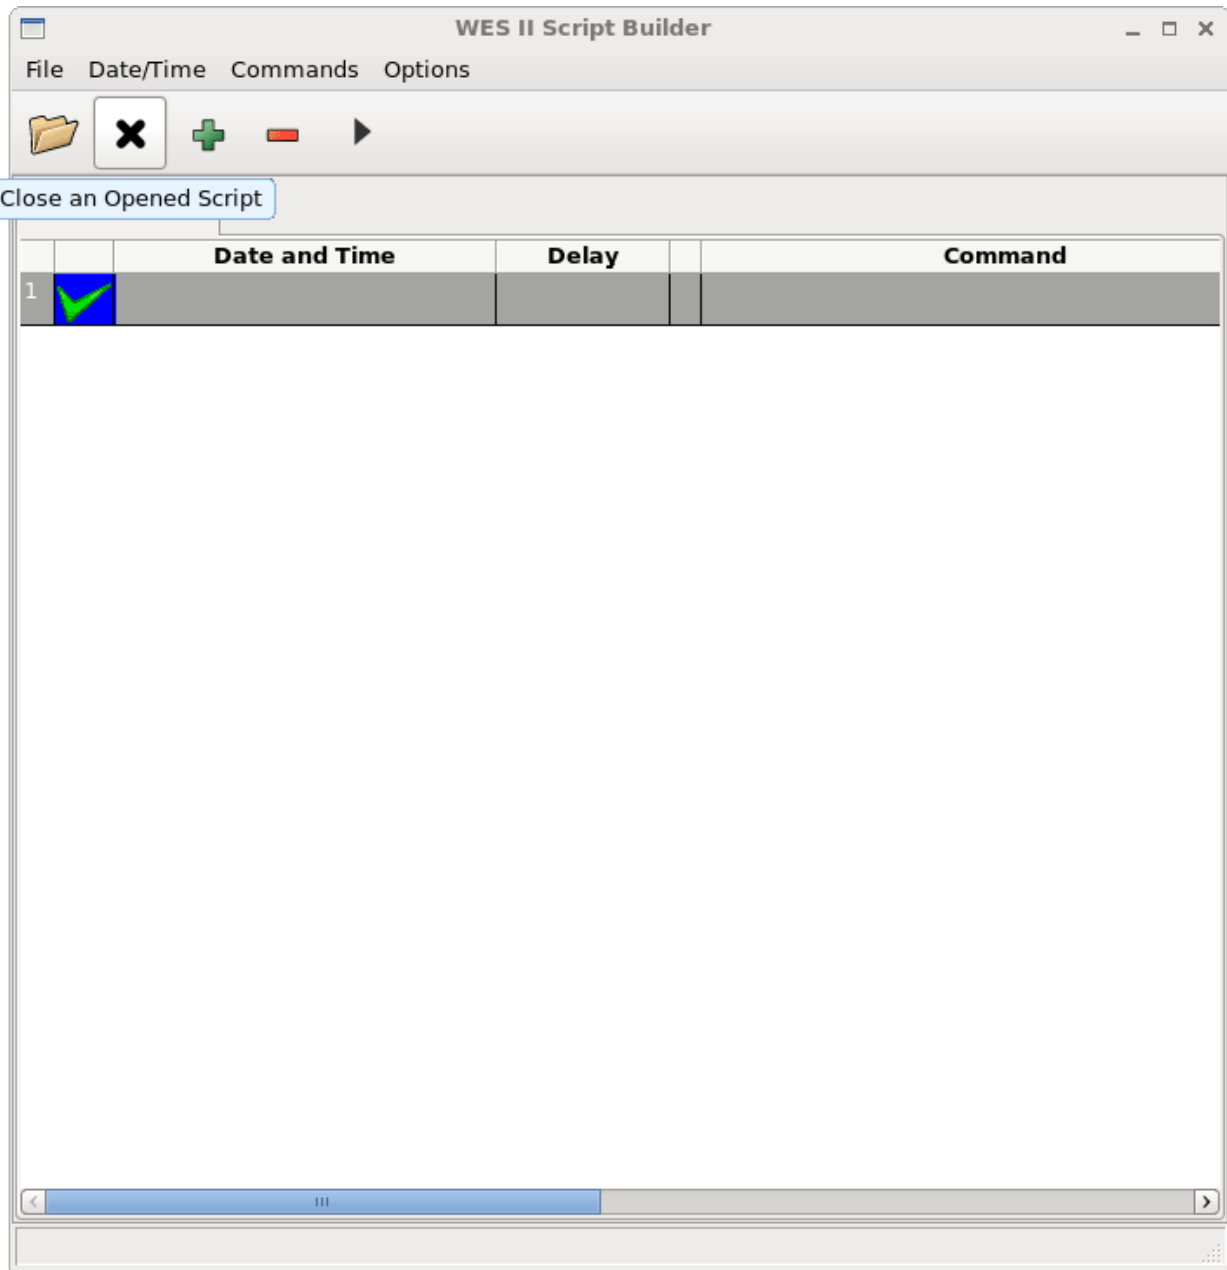 WES II Script Builder
File Date/Time Commands Options
Close an Opened Script
Date and Time Delay Command
1